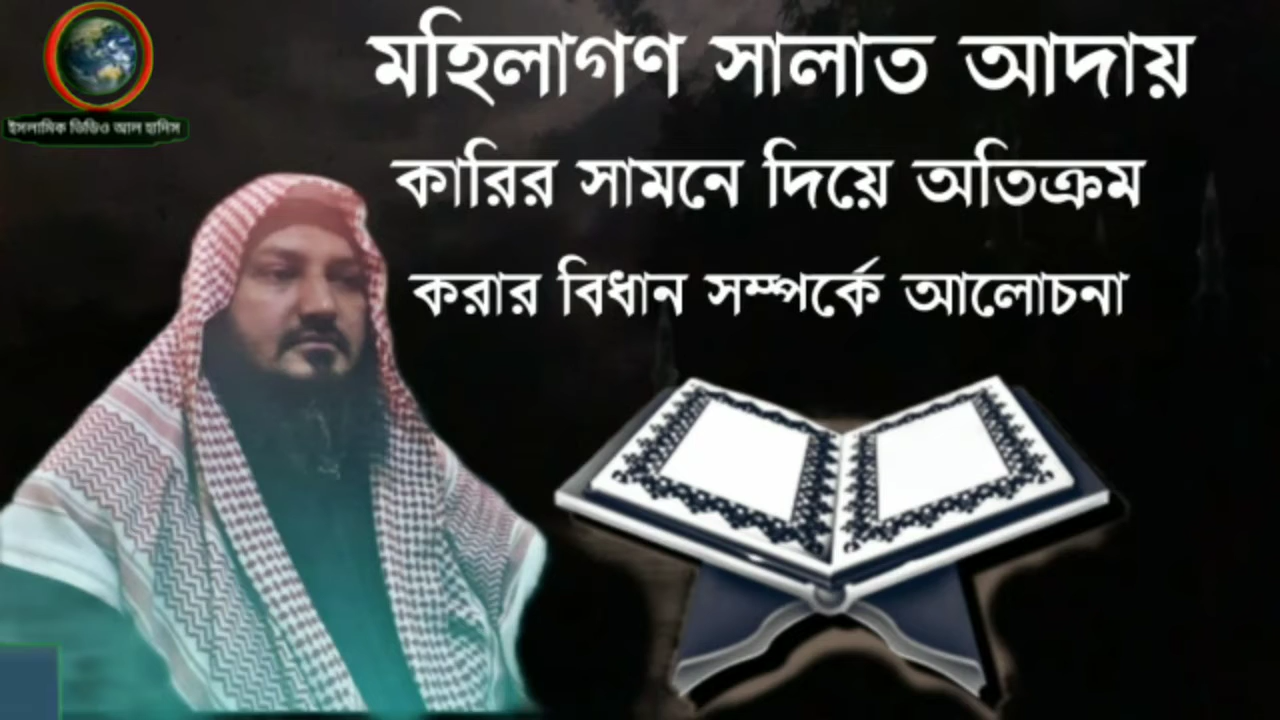 ইসলামিক ভিডিও আল হাদিস
মহিলাগণ সালাত আদায়
কারির সামনে দিয়ে অতিক্রম
করার বিধান সম্পর্কে আলোচনা